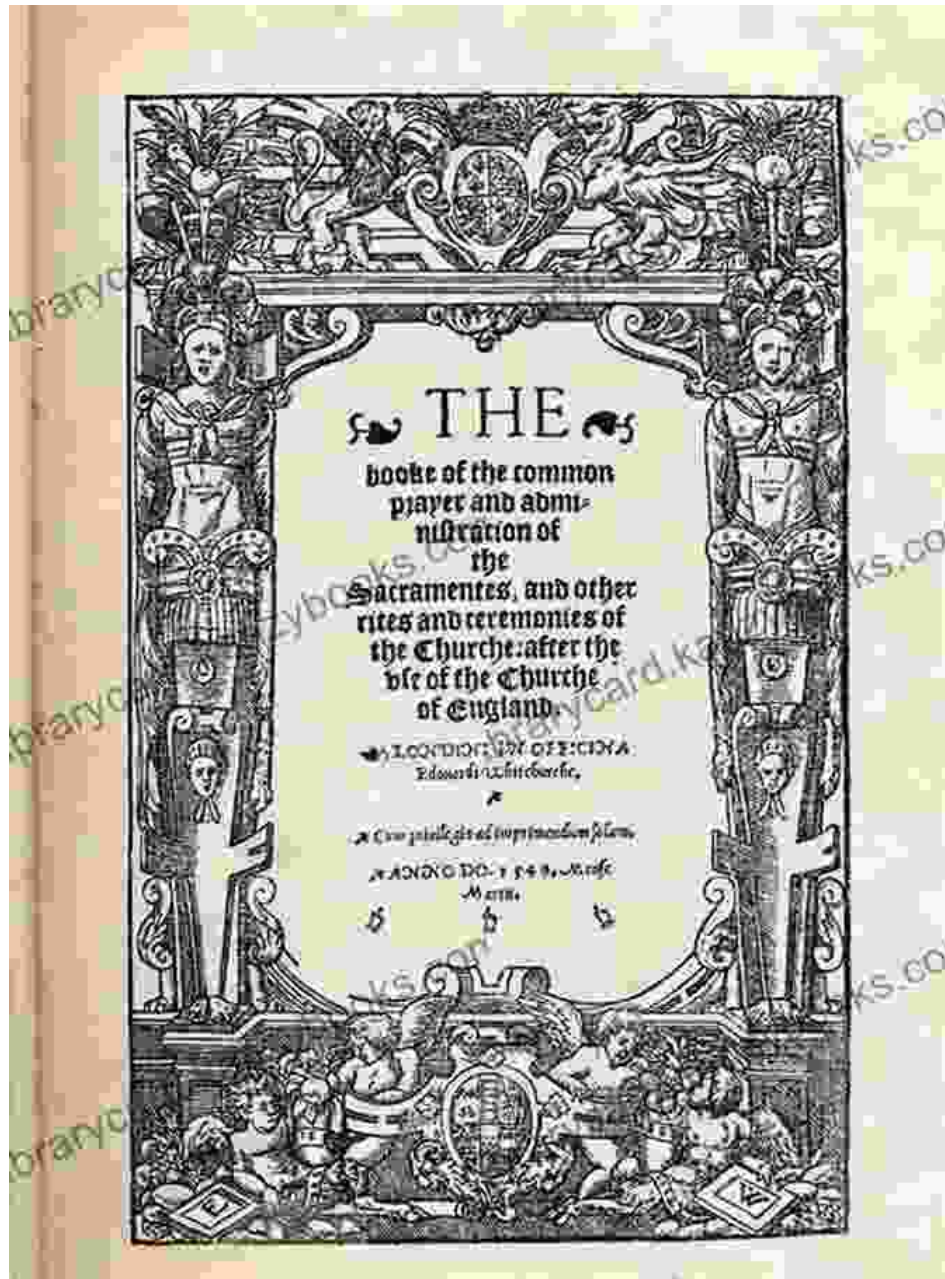 THE
booke of the common
prayer and admi-
nistracion of
the
Sacramentes, and other
rites and ceremonies of
the Churche: after the
vse of the Churche
of England.
LONDINI IN OFFICINA
Edouardi Whitchurche.
Cum priuilegio ad imprimendum solum.
ANNO DO. 1549. Mense
Martii.
E W